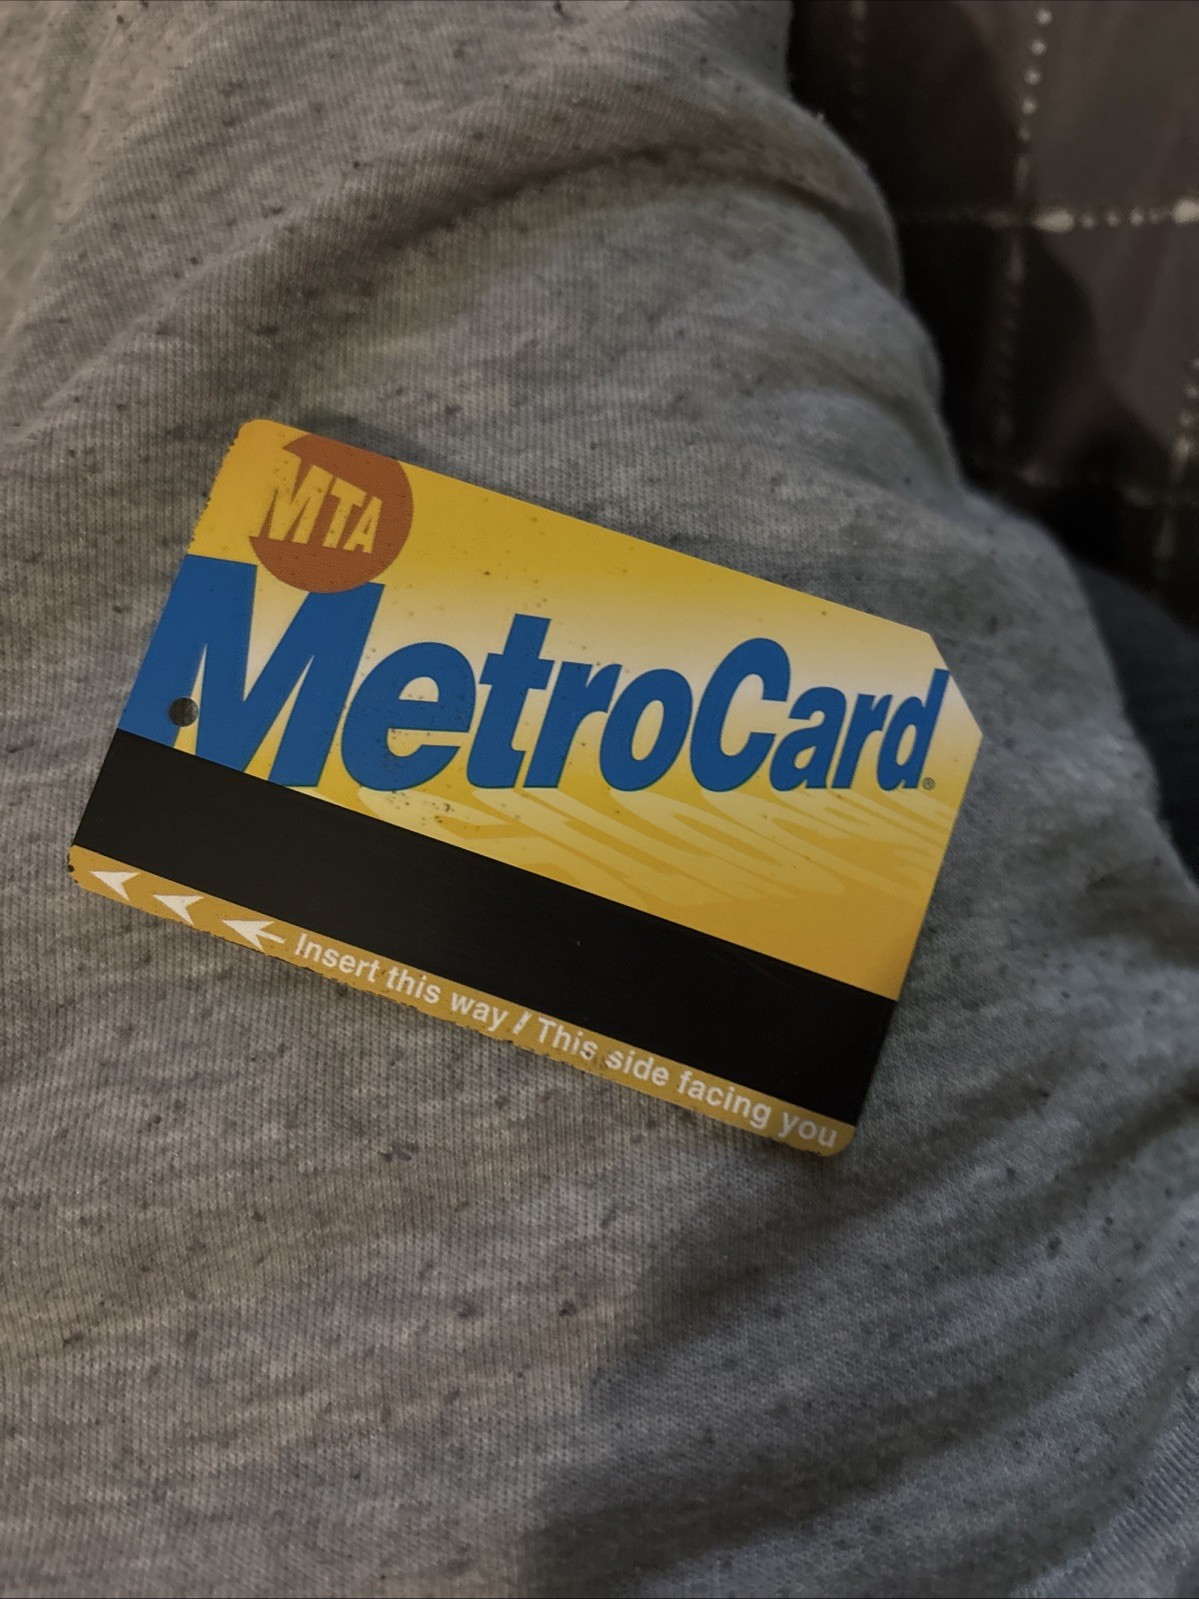 MTA
MetroCard®
Insert this way / This side facing you